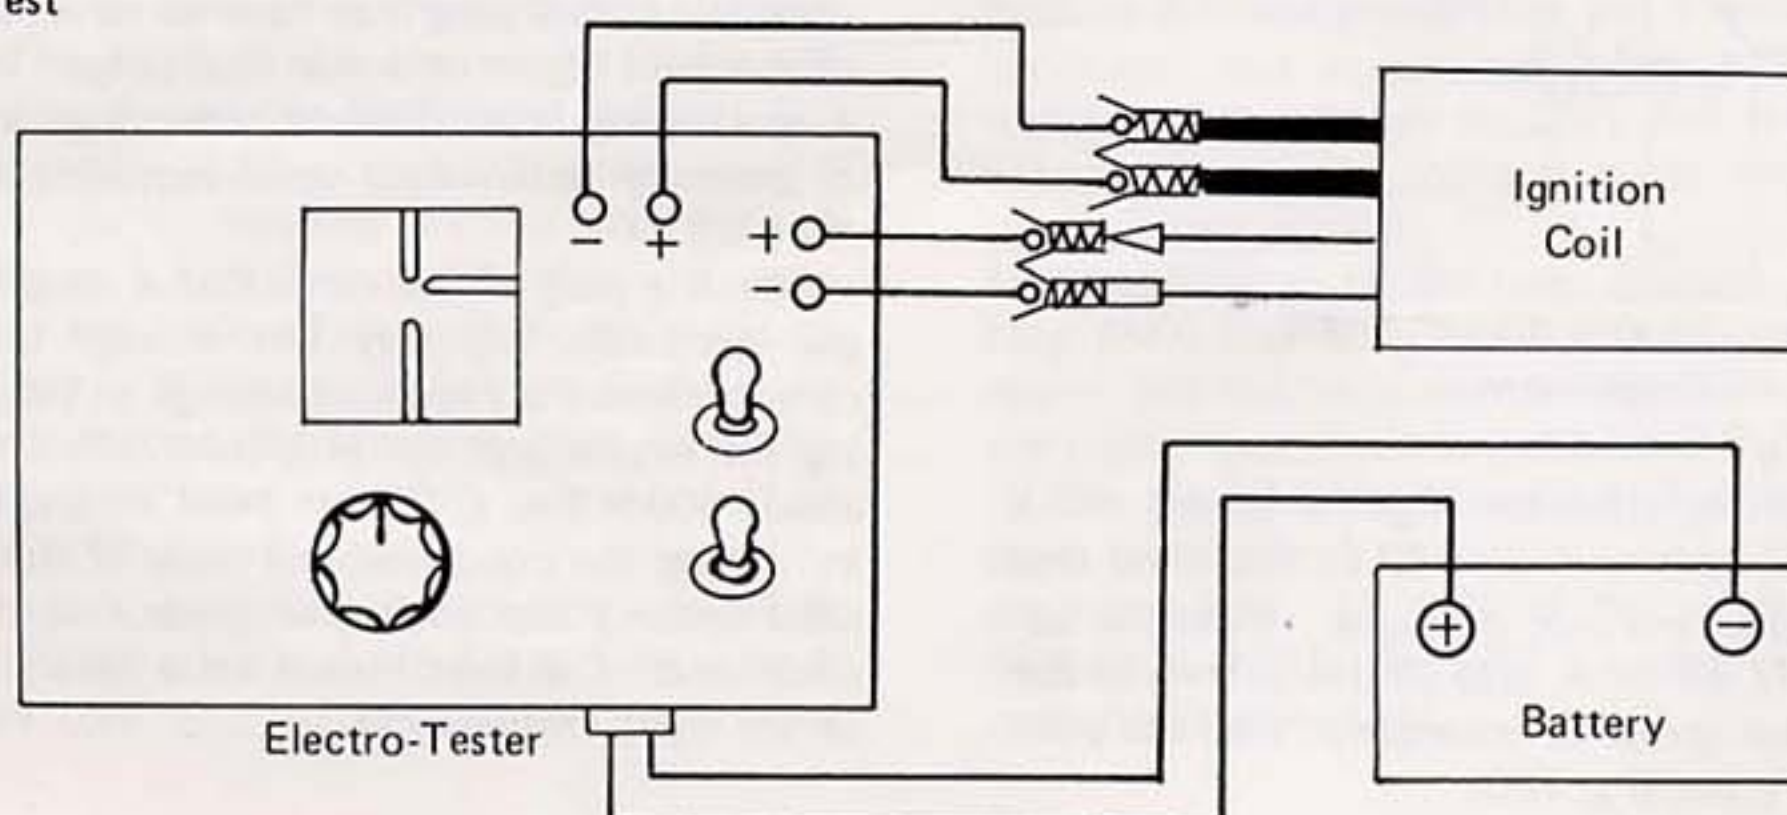 est
Ignition
Coil
−
+
+
−
+
−
Battery
Electro-Tester